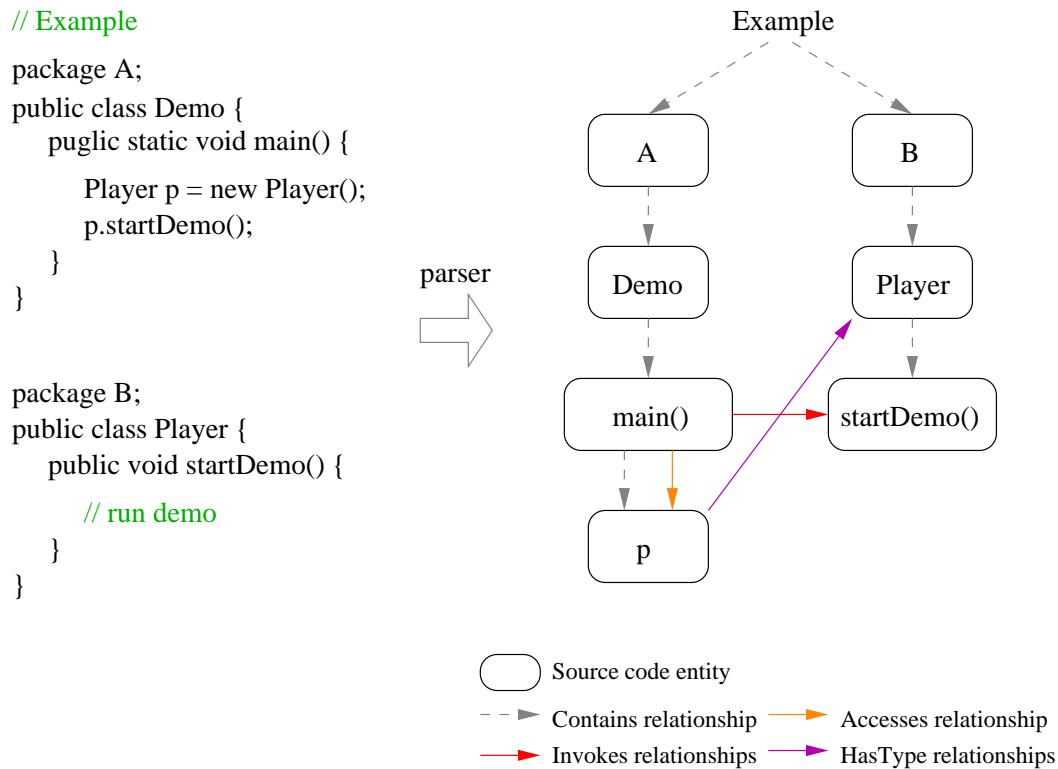 // Example
package A;
public class Demo {
puglic static void main() {
Player p = new Player();
p.startDemo();
}
}
package B;
public class Player {
public void startDemo() {
// run demo
}
}
parser
Example
A
B
Demo
Player
main()
startDemo()
p
Source code entity
Contains relationship
Accesses relationship
Invokes relationships
HasType relationships